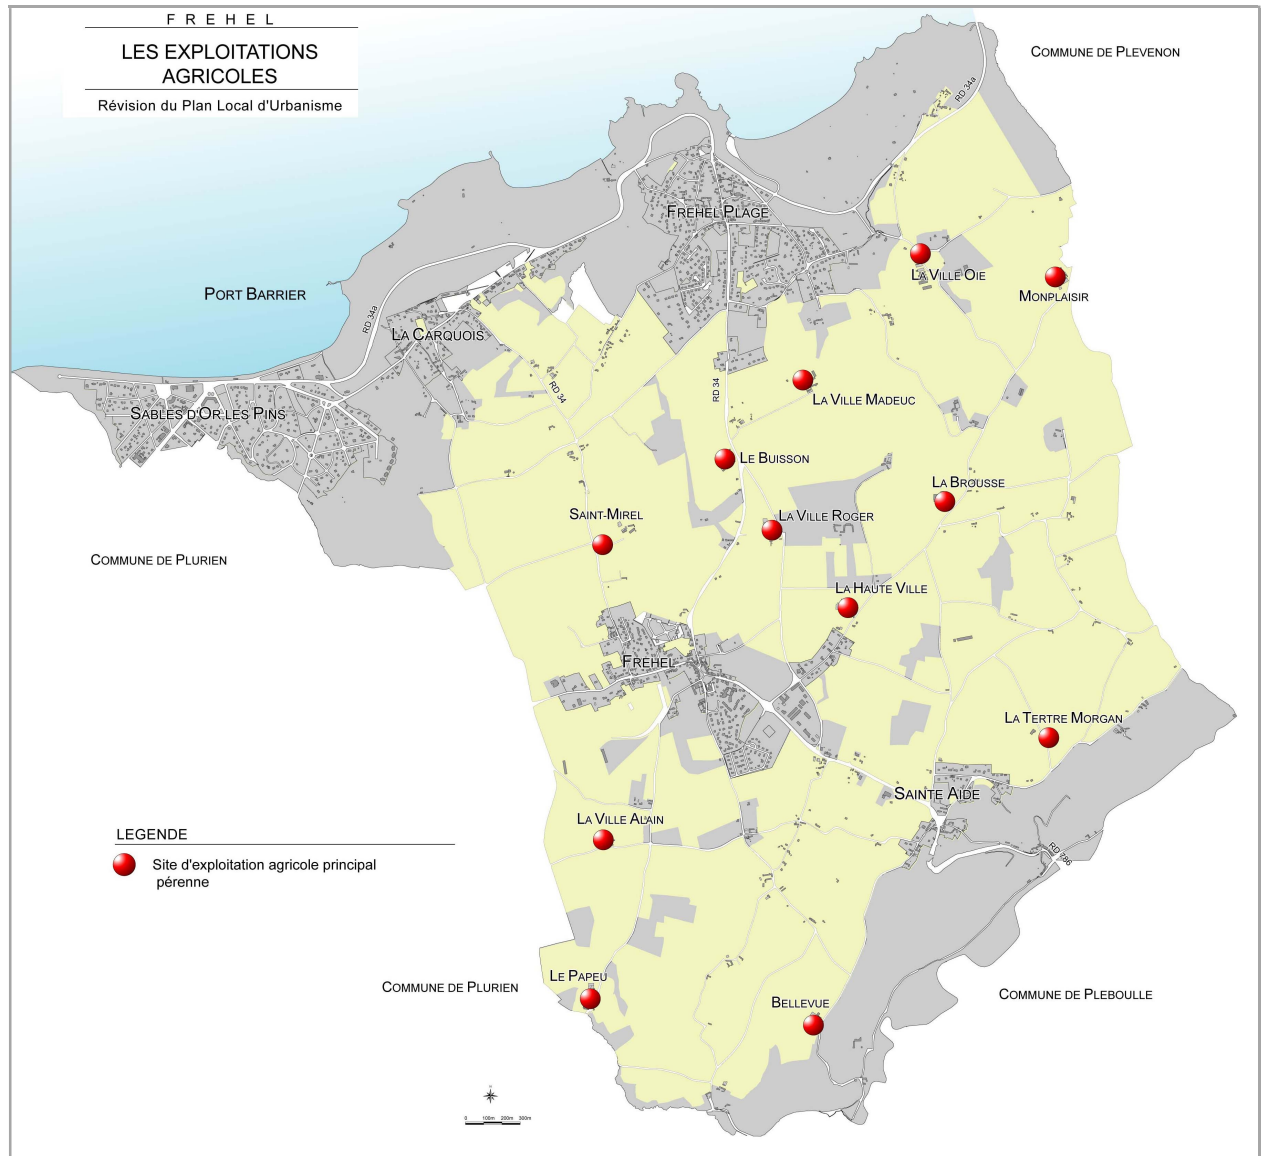 FREHEL
LES EXPLOITATIONS
AGRICOLES
Révision du Plan Local d'Urbanisme
COMMUNE DE PLEVENON
RD 34a
FREHEL PLAGE
LA VILLE OIE
MONPLAISIR
PORT BARRIER
RD 34a
LA CARQUOIS
RD 34
RD 34
LA VILLE MADEUC
SABLES D'OR LES PINS
LE BUISSON
LA BROUSSE
SAINT-MIREL
LA VILLE ROGER
COMMUNE DE PLURIEN
LA HAUTE VILLE
FREHEL
LA TERTRE MORGAN
SAINTE AIDE
LA VILLE ALAIN
LEGENDE
Site d'exploitation agricole principal
pérenne
RD 786
LE PAPEU
COMMUNE DE PLURIEN
BELLEVUE
COMMUNE DE PLEBOULLE
0 100m 200m 300m